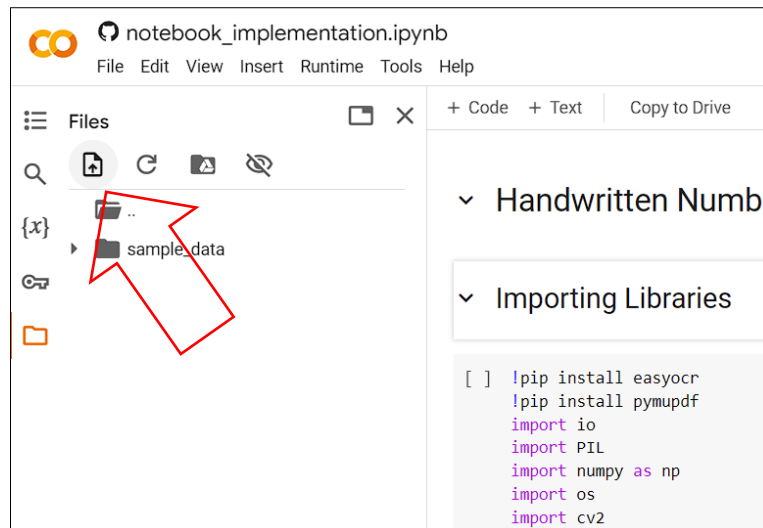 notebook_implementation.ipynb
File Edit View Insert Runtime Tools Help
Files
+ Code + Text Copy to Drive
..
sample_data
{x}
Handwritten Numb
Importing Libraries
[ ] !pip install easyocr
!pip install pymupdf
import io
import PIL
import numpy as np
import os
import cv2